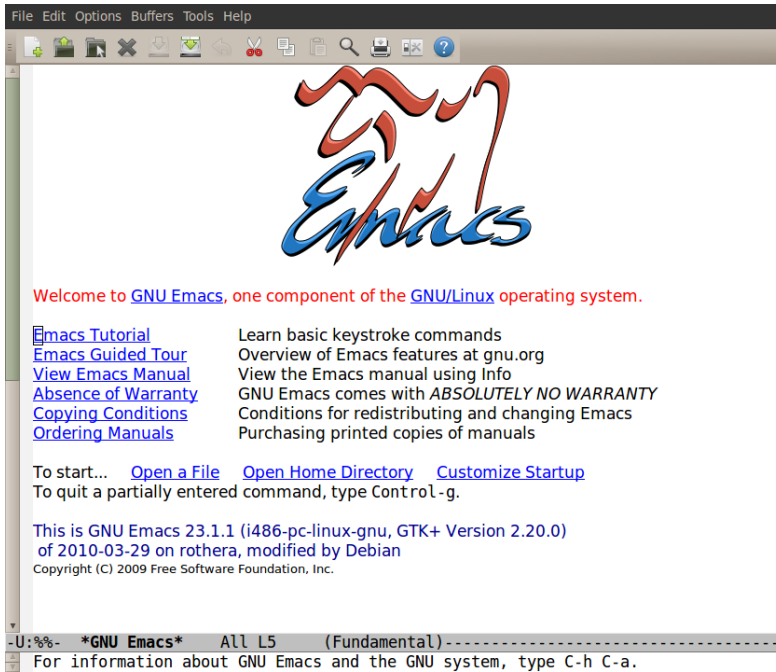 File Edit Options Buffers Tools Help
Emacs
Welcome to GNU Emacs, one component of the GNU/Linux operating system.
Emacs Tutorial Learn basic keystroke commands
Emacs Guided Tour Overview of Emacs features at gnu.org
View Emacs Manual View the Emacs manual using Info
Absence of Warranty GNU Emacs comes with ABSOLUTELY NO WARRANTY
Copying Conditions Conditions for redistributing and changing Emacs
Ordering Manuals Purchasing printed copies of manuals
To start... Open a File Open Home Directory Customize Startup
To quit a partially entered command, type Control-g.
This is GNU Emacs 23.1.1 (i486-pc-linux-gnu, GTK+ Version 2.20.0)
of 2010-03-29 on rothera, modified by Debian
Copyright (C) 2009 Free Software Foundation, Inc.
-U:%%- *GNU Emacs* All L5 (Fundamental)------------------------------------
For information about GNU Emacs and the GNU system, type C-h C-a.